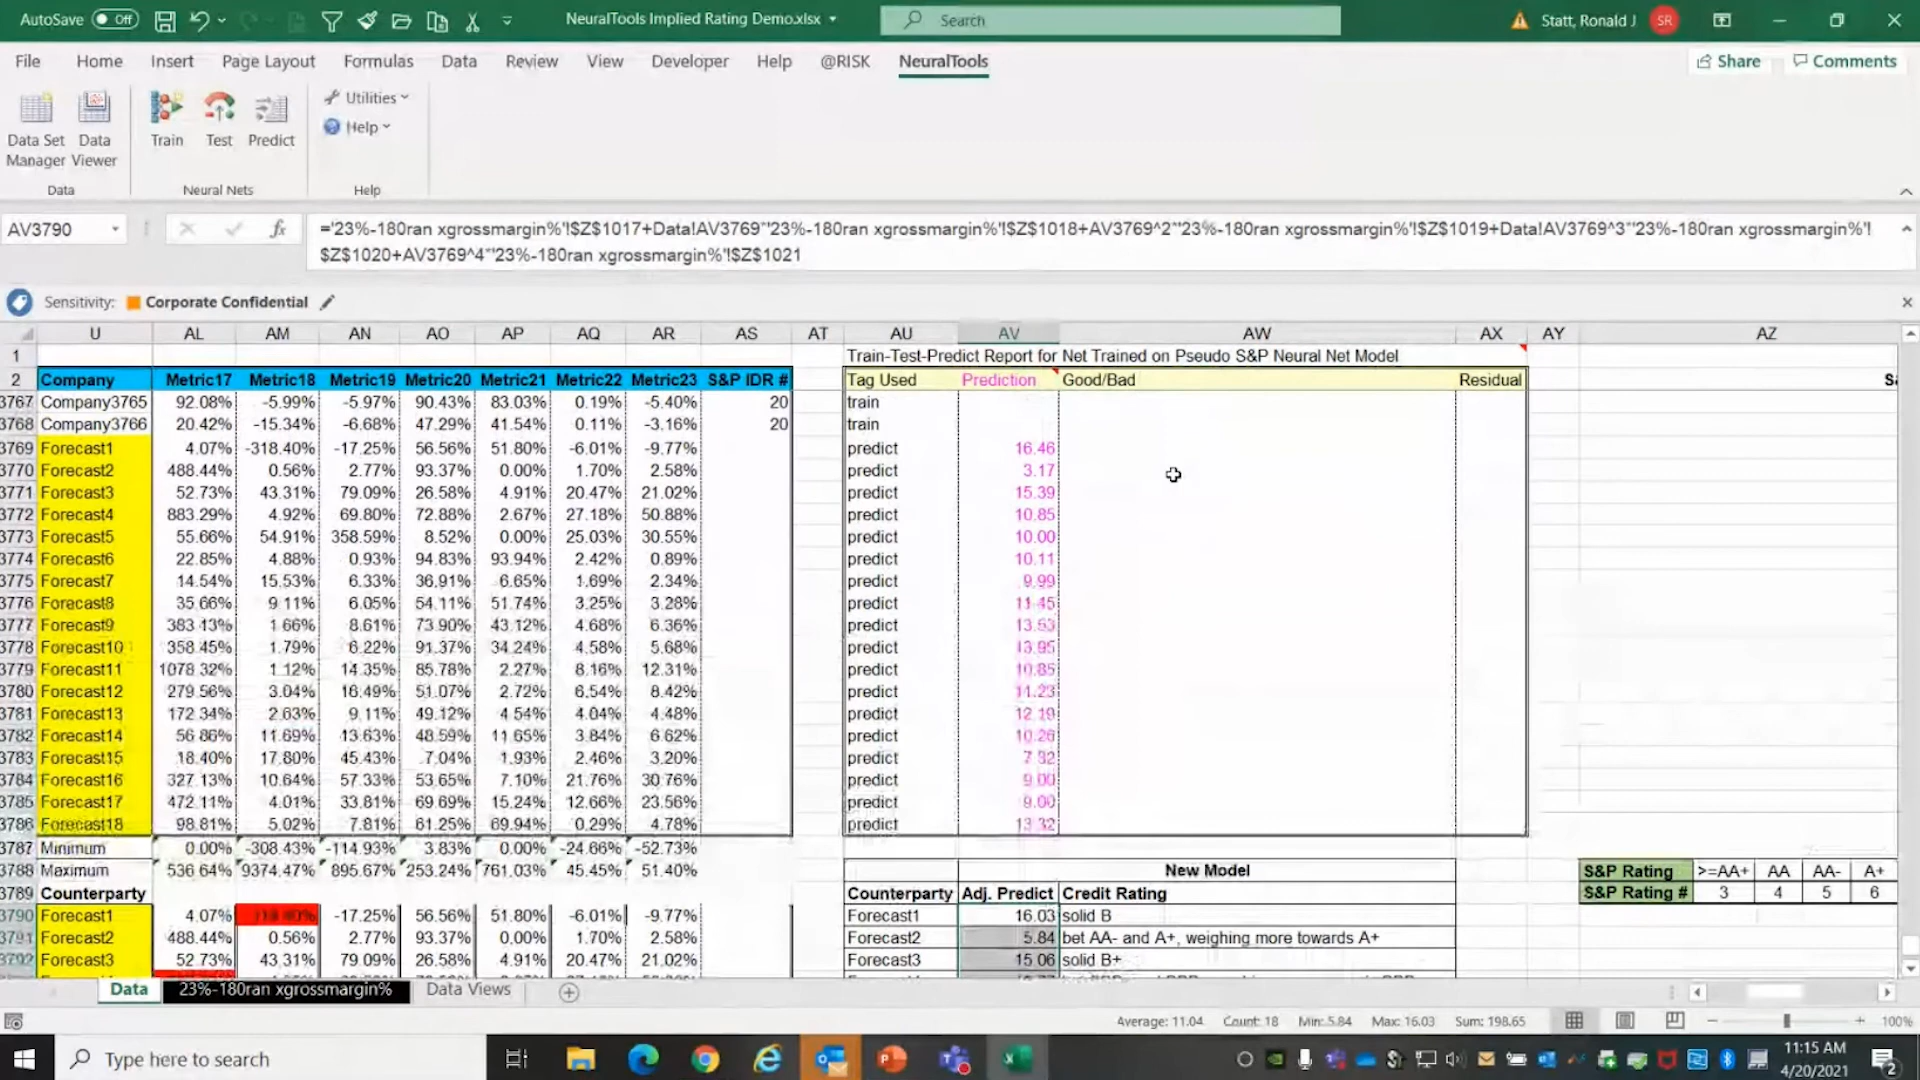 AutoSave Off NeuralTools Implied Rating Demo.xlsx Search Statt, Ronald J SR
File Home Insert Page Layout Formulas Data Review View Developer Help @RISK NeuralTools Share Comments
Data Set Manager Data Viewer Train Test Predict Utilities Help
Data Neural Nets Help
AV3790 fx ='23%-180ran xgrossmargin%'!$Z$1017+Data!AV3769*'23%-180ran xgrossmargin%'!$Z$1018+AV3769^2*'23%-180ran xgrossmargin%'!$Z$1019+Data!AV3769^3*'23%-180ran xgrossmargin%'!
$Z$1020+AV3769^4*'23%-180ran xgrossmargin%'!$Z$1021
Sensitivity: Corporate Confidential
U AL AM AN AO AP AQ AR AS AT AU AV AW AX AY AZ
1 Train-Test-Predict Report for Net Trained on Pseudo S&P Neural Net Model
2 Company Metric17 Metric18 Metric19 Metric20 Metric21 Metric22 Metric23 S&P IDR # Tag Used Prediction Good/Bad Residual
3767 Company3765 92.08% -5.99% -5.97% 90.43% 83.03% 0.19% -5.40% 20 train
3768 Company3766 20.42% -15.34% -6.68% 47.29% 41.54% 0.11% -3.16% 20 train
3769 Forecast1 4.07% -318.40% -17.25% 56.56% 51.80% -6.01% -9.77% predict 16.46
3770 Forecast2 488.44% 0.56% 2.77% 93.37% 0.00% 1.70% 2.58% predict 3.17
3771 Forecast3 52.73% 43.31% 79.09% 26.58% 4.91% 20.47% 21.02% predict 15.39
3772 Forecast4 883.29% 4.92% 69.80% 72.88% 2.67% 27.18% 50.88% predict 10.85
3773 Forecast5 55.66% 54.91% 358.59% 8.52% 0.00% 25.03% 30.55% predict 10.00
3774 Forecast6 22.85% 4.88% 0.93% 94.83% 93.94% 2.42% 0.89% predict 10.11
3775 Forecast7 14.54% 15.53% 6.33% 36.91% 6.65% 1.69% 2.34% predict 9.99
3776 Forecast8 35.66% 9.11% 6.05% 54.11% 51.74% 3.25% 3.28% predict 11.45
3777 Forecast9 383.13% 1.66% 8.61% 73.90% 43.12% 4.68% 6.36% predict 13.53
3778 Forecast10 358.45% 1.79% 6.22% 91.37% 34.24% 4.58% 5.68% predict 13.95
3779 Forecast11 1078.32% 1.12% 14.35% 85.78% 2.27% 8.16% 12.31% predict 10.85
3780 Forecast12 279.56% 3.04% 18.49% 51.07% 2.72% 6.54% 8.42% predict 11.23
3781 Forecast13 172.34% 2.63% 9.11% 49.12% 4.54% 4.04% 4.48% predict 12.19
3782 Forecast14 56.86% 11.69% 13.63% 48.59% 11.65% 3.84% 6.62% predict 10.26
3783 Forecast15 18.40% 17.80% 45.43% 7.04% 1.93% 2.46% 3.20% predict 7.32
3784 Forecast16 327.13% 10.64% 57.33% 53.65% 7.10% 21.76% 30.76% predict 9.00
3785 Forecast17 472.11% 4.01% 33.81% 69.69% 15.24% 12.66% 23.56% predict 9.00
3786 Forecast18 98.81% 5.02% 7.81% 61.25% 69.94% 0.29% 4.78% predict 13.32
3787 Minimum 0.00% -308.43% -114.93% 3.83% 0.00% -24.66% -52.73%
3788 Maximum 536.64% 9374.47% 895.67% 253.24% 761.03% 45.45% 51.40% New Model S&P Rating >=AA+ AA AA- A+
3789 Counterparty Counterparty Adj. Predict Credit Rating S&P Rating # 3 4 5 6
3790 Forecast1 4.07% -17.25% 56.56% 51.80% -6.01% -9.77% Forecast1 16.03 solid B
3791 Forecast2 488.44% 0.56% 2.77% 93.37% 0.00% 1.70% 2.58% Forecast2 5.84 bet AA- and A+, weighing more towards A+
3792 Forecast3 52.73% 43.31% 79.09% 26.58% 4.91% 20.47% 21.02% Forecast3 15.06 solid B+
Data 23%-180ran xgrossmargin% Data Views
Average: 11.04 Count: 18 Min: 5.84 Max: 16.03 Sum: 198.65 100%
Type here to search 11:15 AM
4/20/2021 2